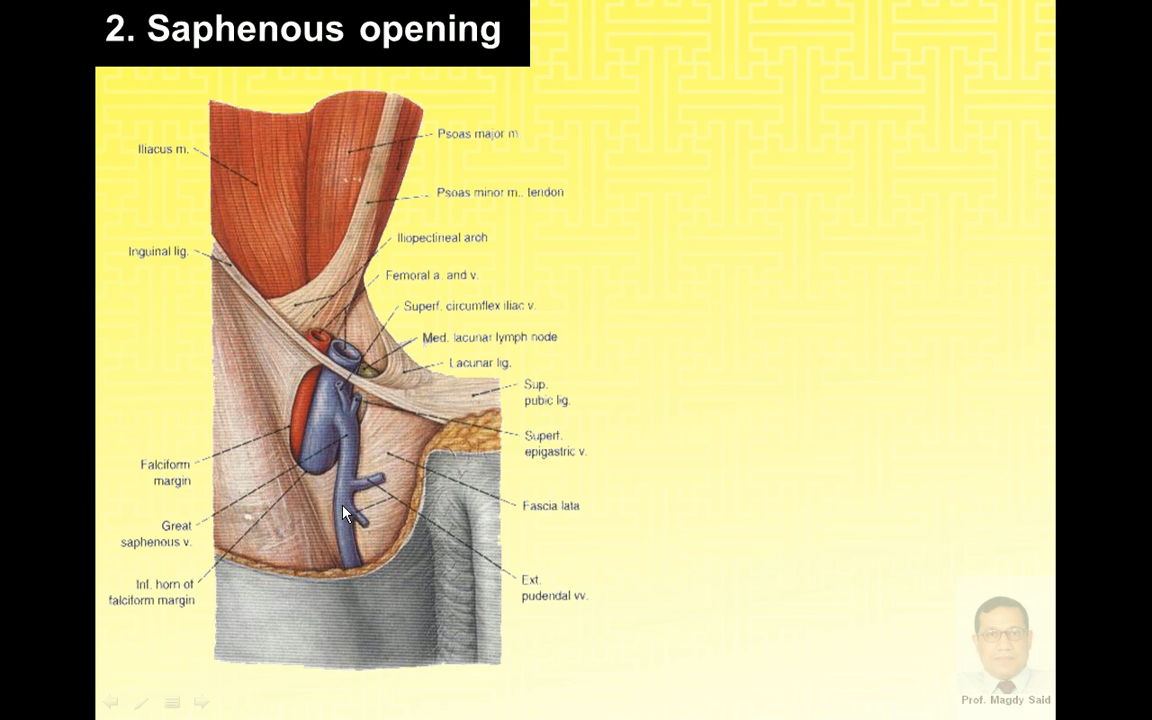 2. Saphenous opening
Psoas major m
Iliacus m.
Psoas minor m.. tendon
Iliopectineal arch
Inguinal lig.
Femoral a. and v.
Superf. circumflex iliac v.
Med. lacunar lymph node
Lacunar lig.
Sup.
pubic lig.
Superf.
epigastric v.
Falciform
margin
Fascia lata
Great
saphenous v.
Inf. horn of
falciform margin
Ext.
pudendal vv.
Prof. Magdy Said